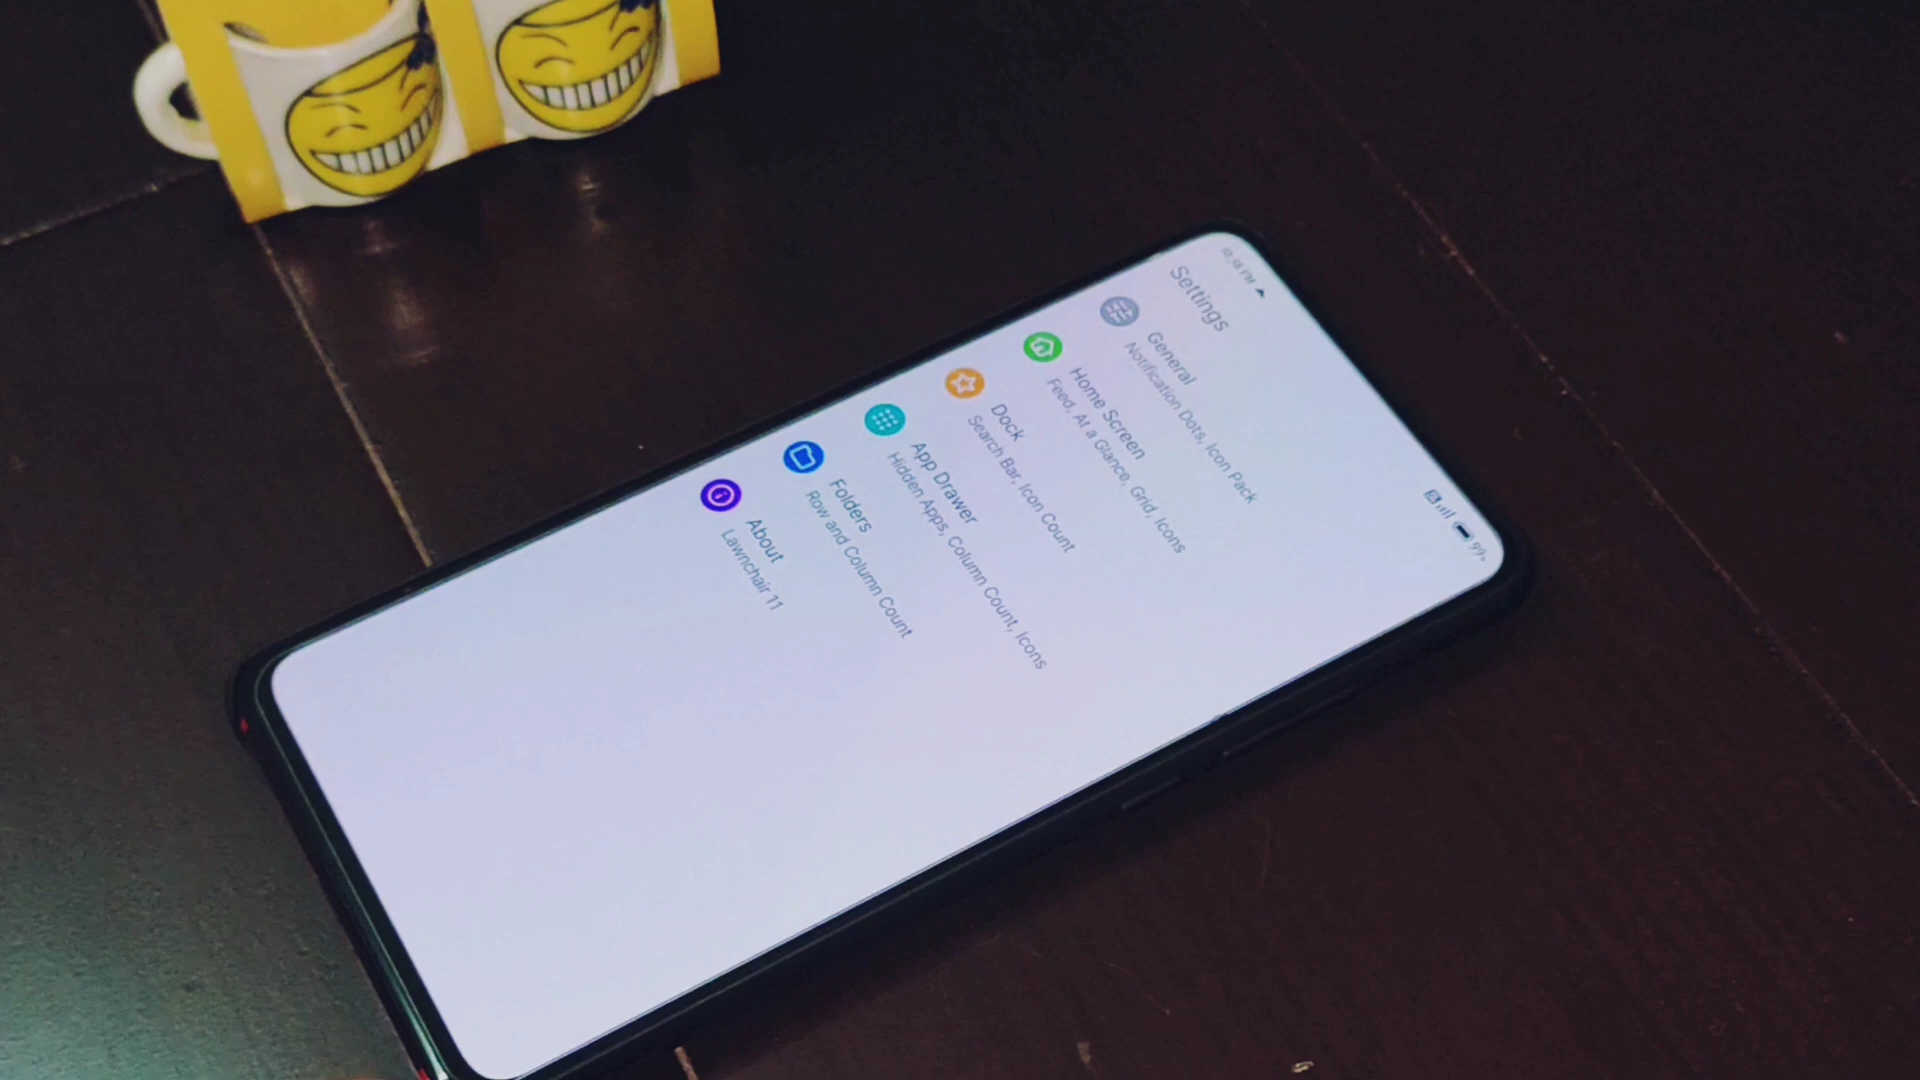 Settings
General
Notification Dots, Icon Pack
Home Screen
Feed, At a Glance, Grid, Icons
Dock
Search Bar, Icon Count
App Drawer
Hidden Apps, Column Count, Icons
Folders
Row and Column Count
About
Lawnchair 11